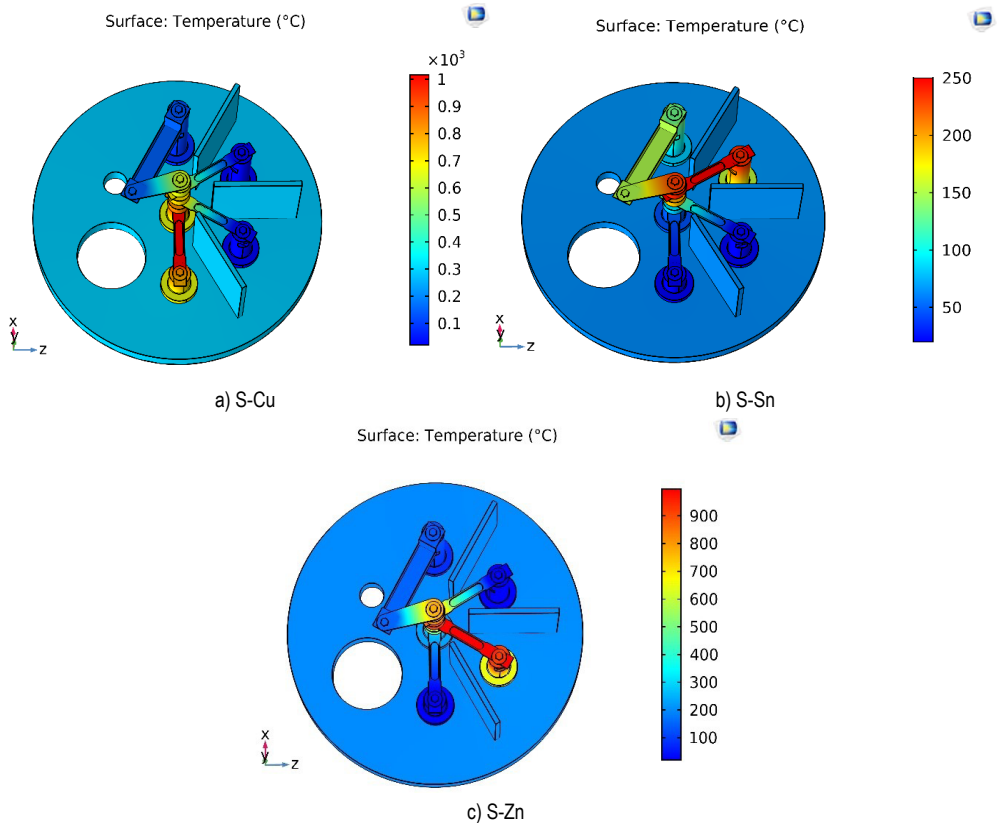 Surface: Temperature (°C)
×10³
1
0.9
0.8
0.7
0.6
0.5
0.4
0.3
0.2
0.1
x
y
z
a) S-Cu
Surface: Temperature (°C)
250
200
150
100
50
x
y
z
b) S-Sn
Surface: Temperature (°C)
900
800
700
600
500
400
300
200
100
x
y
z
c) S-Zn